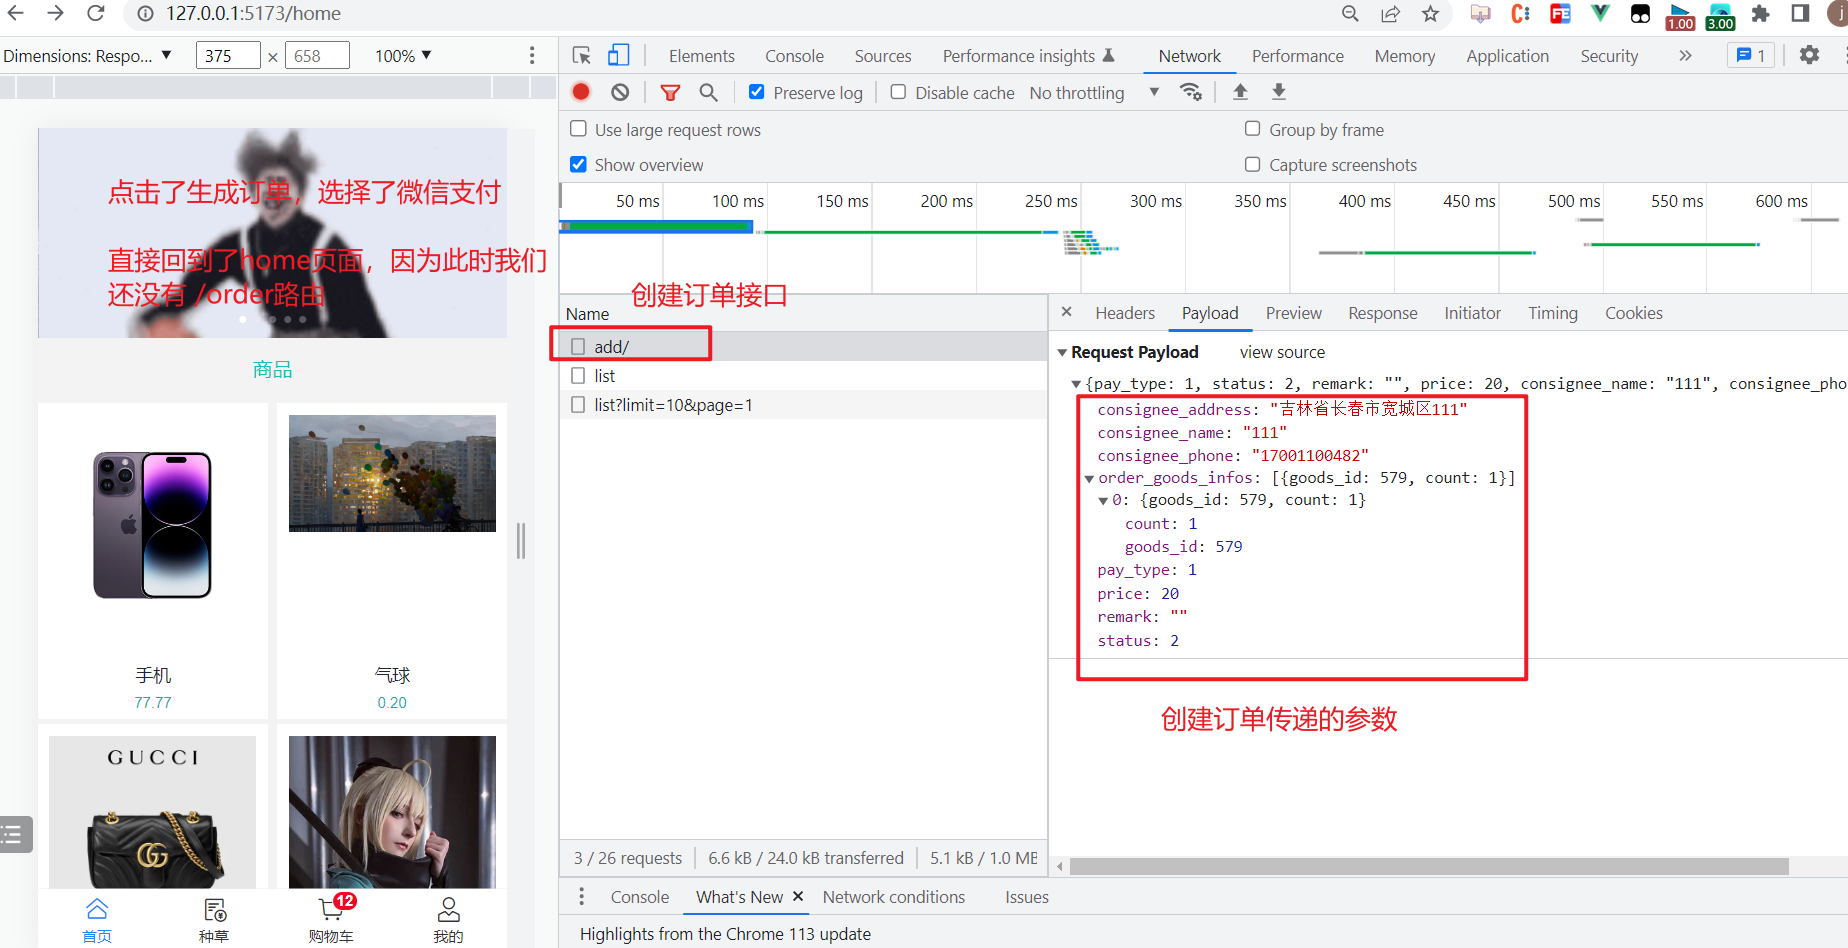 127.0.0.1:5173/home
Dimensions: Respo... ▼ 375 × 658 100% ▼
Elements Console Sources Performance insights Network Performance Memory Application Security » 1
Preserve log Disable cache No throttling ▼
1.00
3.00
Use large request rows
Group by frame
Show overview
Capture screenshots
50 ms 100 ms 150 ms 200 ms 250 ms 300 ms 350 ms 400 ms 450 ms 500 ms 550 ms 600 ms
点击了生成订单，选择了微信支付
直接回到了home页面，因为此时我们
还没有 /order路由
创建订单接口
Name
add/
list
list?limit=10&page=1
× Headers Payload Preview Response Initiator Timing Cookies
▼Request Payload view source
▼{pay_type: 1, status: 2, remark: "", price: 20, consignee_name: "111", consignee_pho
consignee_address: "吉林省长春市宽城区111"
consignee_name: "111"
consignee_phone: "17001100482"
▼order_goods_infos: [{goods_id: 579, count: 1}]
▼0: {goods_id: 579, count: 1}
count: 1
goods_id: 579
pay_type: 1
price: 20
remark: ""
status: 2
创建订单传递的参数
商品
手机
77.77
气球
0.20
GUCCI
首页
种草
12
购物车
我的
3 / 26 requests 6.6 kB / 24.0 kB transferred 5.1 kB / 1.0 MB
Console What's New × Network conditions Issues
Highlights from the Chrome 113 update